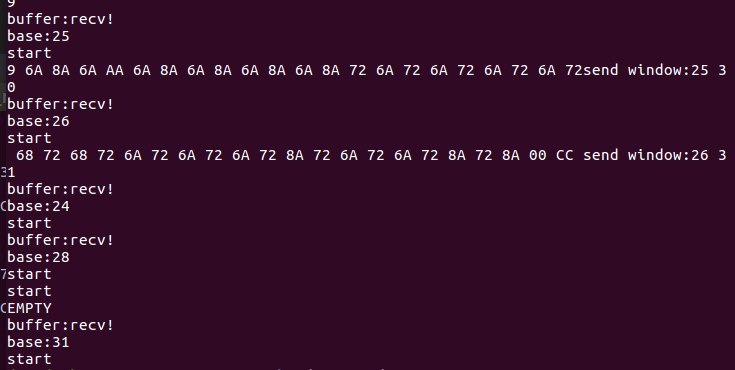 9
buffer:recv!
base:25
start
9 6A 8A 6A AA 6A 8A 6A 8A 6A 8A 6A 8A 72 6A 72 6A 72 6A 72 6A 72send window:25 3
0
buffer:recv!
base:26
start
68 72 68 72 6A 72 6A 72 6A 72 8A 72 6A 72 6A 72 8A 72 8A 00 CC send window:26 3
1
buffer:recv!
base:24
start
buffer:recv!
base:28
start
start
EMPTY
buffer:recv!
base:31
start